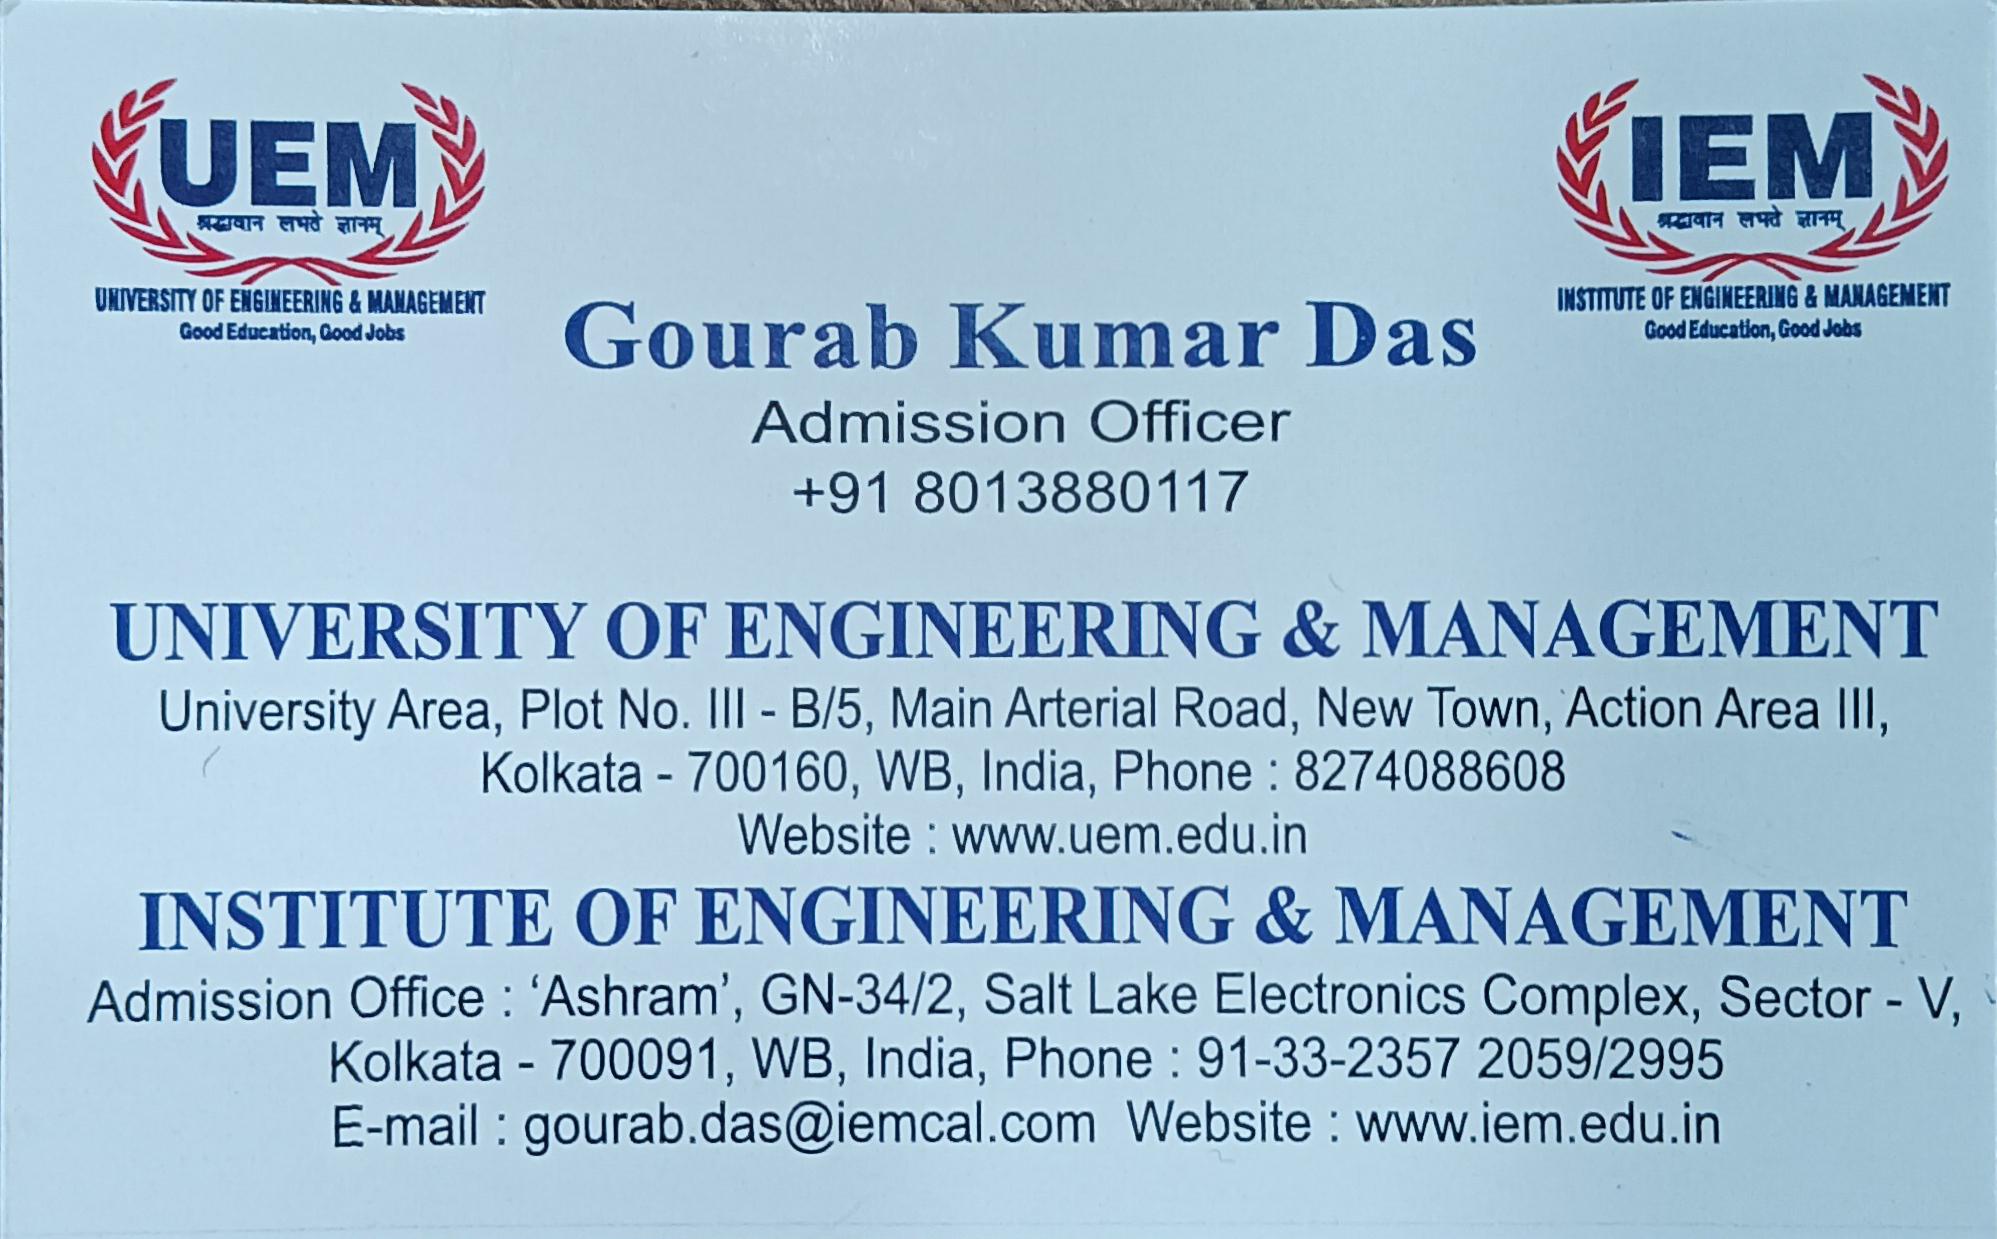 UEM
श्रद्धावान लभते ज्ञानम्
UNIVERSITY OF ENGINEERING & MANAGEMENT
Good Education, Good Jobs
IEM
श्रद्धावान लभते ज्ञानम्
INSTITUTE OF ENGINEERING & MANAGEMENT
Good Education, Good Jobs
Gourab Kumar Das
Admission Officer
+91 8013880117
UNIVERSITY OF ENGINEERING & MANAGEMENT
University Area, Plot No. III - B/5, Main Arterial Road, New Town, Action Area III,
Kolkata - 700160, WB, India, Phone : 8274088608
Website : www.uem.edu.in
INSTITUTE OF ENGINEERING & MANAGEMENT
Admission Office : ‘Ashram’, GN-34/2, Salt Lake Electronics Complex, Sector - V,
Kolkata - 700091, WB, India, Phone : 91-33-2357 2059/2995
E-mail : gourab.das@iemcal.com Website : www.iem.edu.in